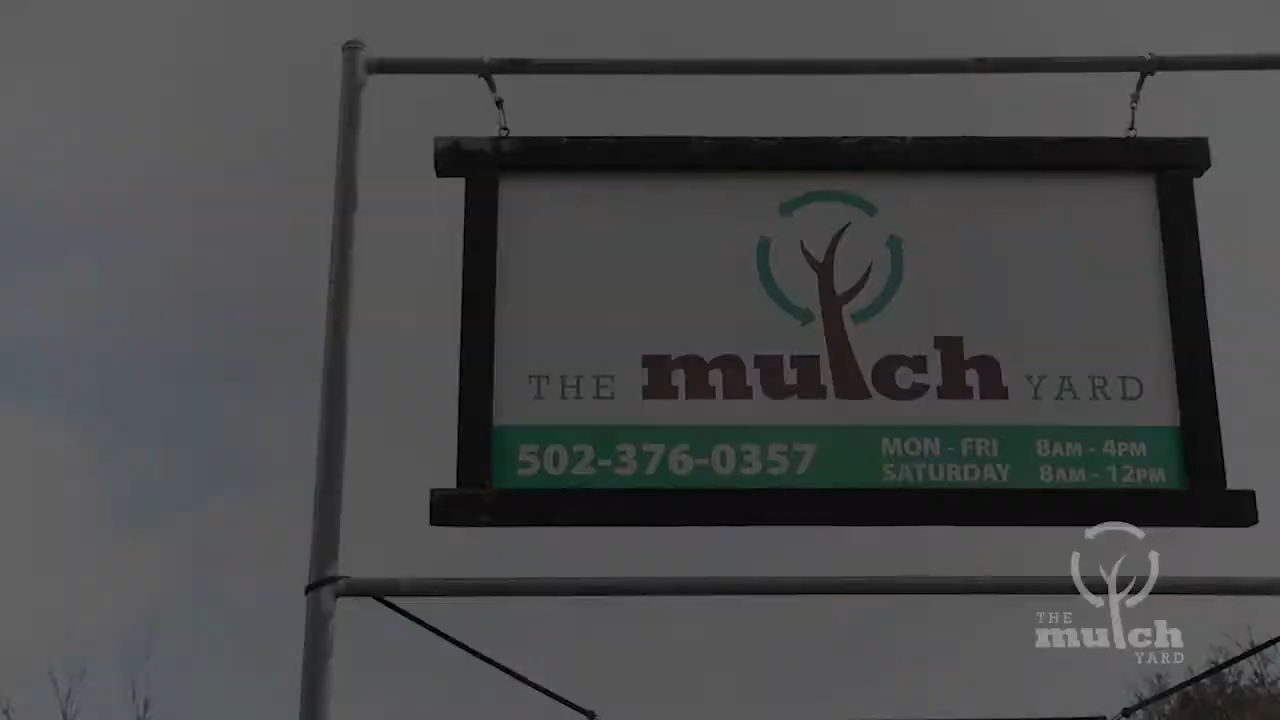 THE mulch YARD
502-376-0357
MON - FRI 8AM - 4PM
SATURDAY 8AM - 12PM
THE
mulch
YARD